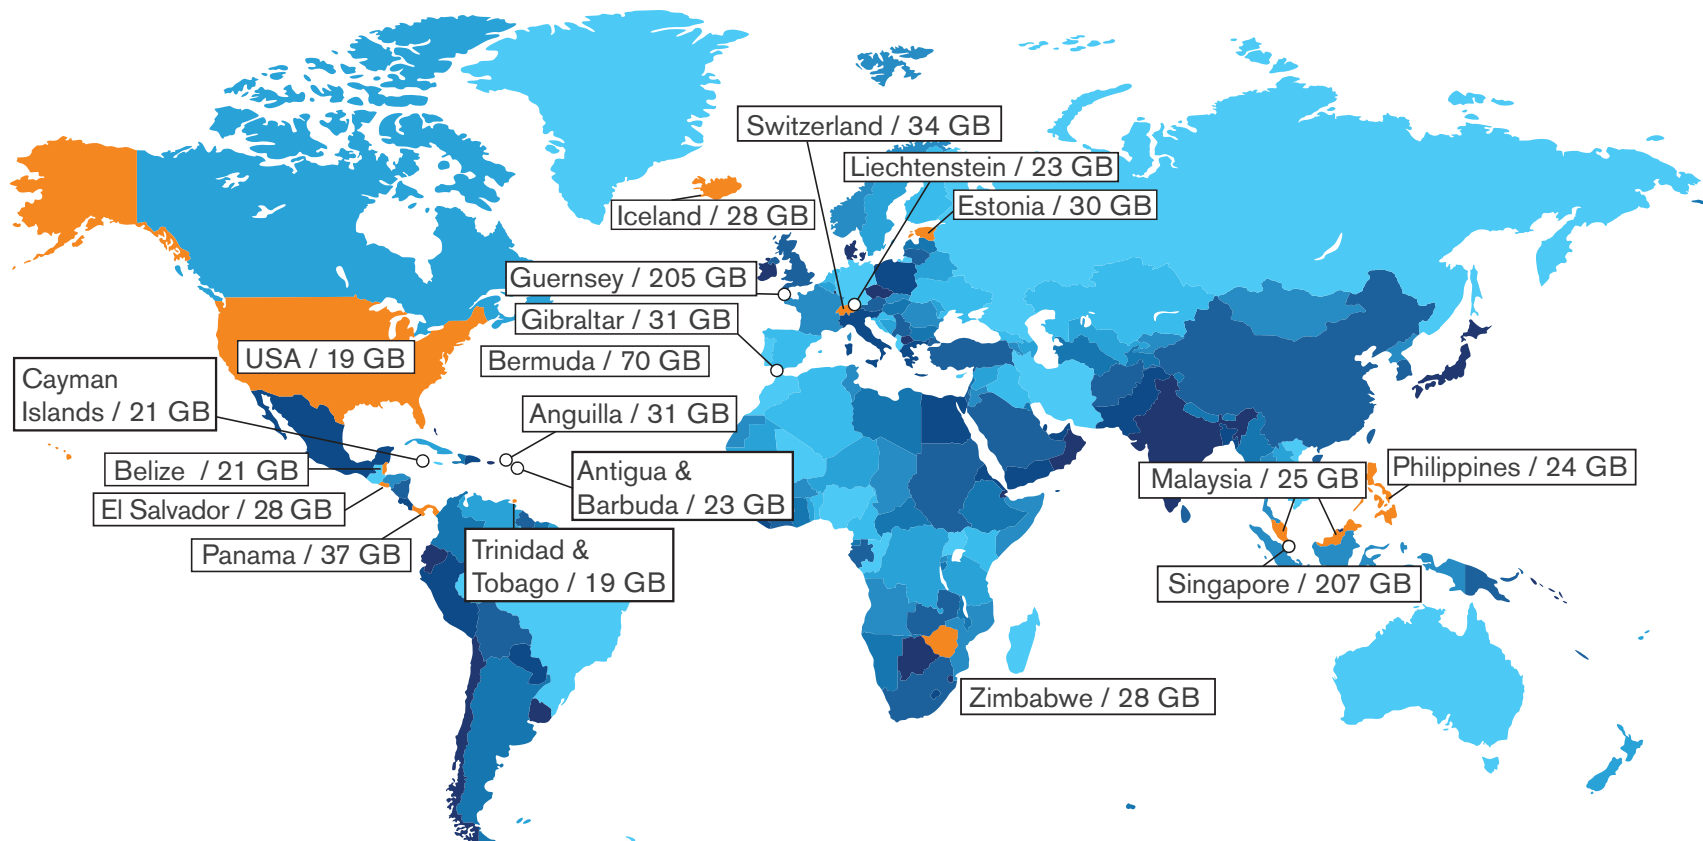 Switzerland / 34 GB
Liechtenstein / 23 GB
Estonia / 30 GB
Iceland / 28 GB
Guernsey / 205 GB
Gibraltar / 31 GB
USA / 19 GB
Bermuda / 70 GB
Cayman
Islands / 21 GB
Anguilla / 31 GB
Belize / 21 GB
Antigua &
Barbuda / 23 GB
Malaysia / 25 GB
Philippines / 24 GB
El Salvador / 28 GB
Panama / 37 GB
Trinidad &
Tobago / 19 GB
Singapore / 207 GB
Zimbabwe / 28 GB